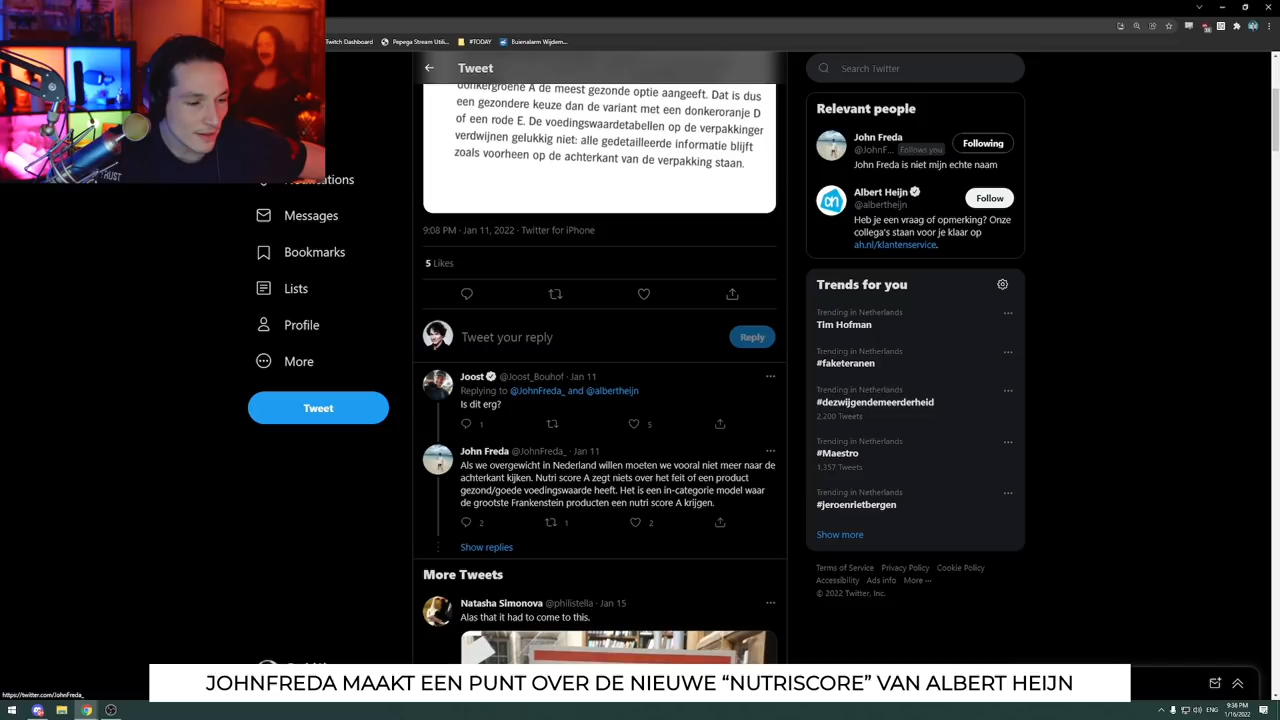 Twitch Dashboard
Pepega Stream Utili...
#TODAY
Buienalarm Wijdem...
TRUST
Notifications
Messages
Bookmarks
Lists
Profile
More
Tweet
Tweet
donkergroene A de meest gezonde optie aangeeft. Dat is dus
een gezondere keuze dan de variant met een donkeroranje D
of een rode E. De voedingswaardetabellen op de verpakkinger
verdwijnen gelukkig niet: alle gedetailleerde informatie blijft
zoals voorheen op de achterkant van de verpakking staan.
9:08 PM · Jan 11, 2022 · Twitter for iPhone
5 Likes
Tweet your reply
Reply
Joost @Joost_Bouhof · Jan 11
Replying to @JohnFreda_ and @albertheijn
Is dit erg?
1
5
John Freda @JohnFreda_ · Jan 11
Als we overgewicht in Nederland willen moeten we vooral niet meer naar de
achterkant kijken. Nutri score A zegt niets over het feit of een product
gezond/goede voedingswaarde heeft. Het is een in-categorie model waar
de grootste Frankenstein producten een nutri score A krijgen.
2
1
2
Show replies
More Tweets
Natasha Simonova @philistella · Jan 15
Alas that it had to come to this.
Search Twitter
Relevant people
John Freda
@JohnF... Follows you
Following
John Freda is niet mijn echte naam
Albert Heijn
@albertheijn
Follow
Heb je een vraag of opmerking? Onze
collega's staan voor je klaar op
ah.nl/klantenservice.
Trends for you
Trending in Netherlands
Tim Hofman
Trending in Netherlands
#faketeranen
Trending in Netherlands
#dezwijgendemeerderheid
2,200 Tweets
Trending in Netherlands
#Maestro
1,357 Tweets
Trending in Netherlands
#jeroenrietbergen
Show more
Terms of Service Privacy Policy Cookie Policy
Accessibility Ads info More ···
© 2022 Twitter, Inc.
JOHNFREDA MAAKT EEN PUNT OVER DE NIEUWE “NUTRISCORE” VAN ALBERT HEIJN
https://twitter.com/JohnFreda_
9:38 PM
1/16/2022